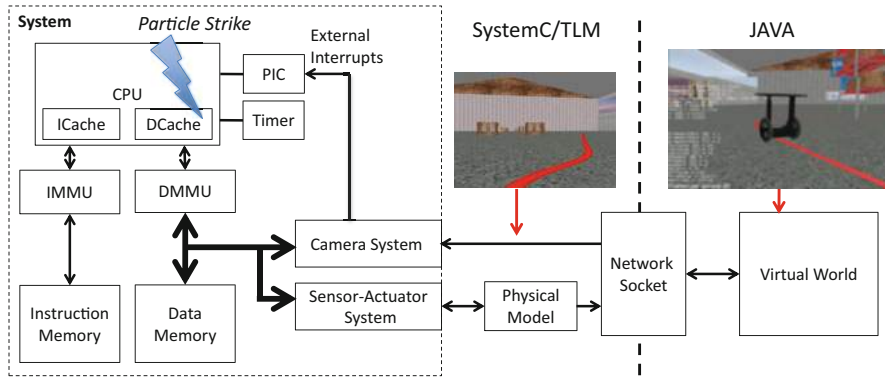 System
Particle Strike
External
Interrupts
SystemC/TLM
JAVA
CPU
PIC
ICache
DCache
Timer
IMMU
DMMU
Camera System
Network
Socket
Virtual World
Instruction
Memory
Data
Memory
Sensor-Actuator
System
Physical
Model